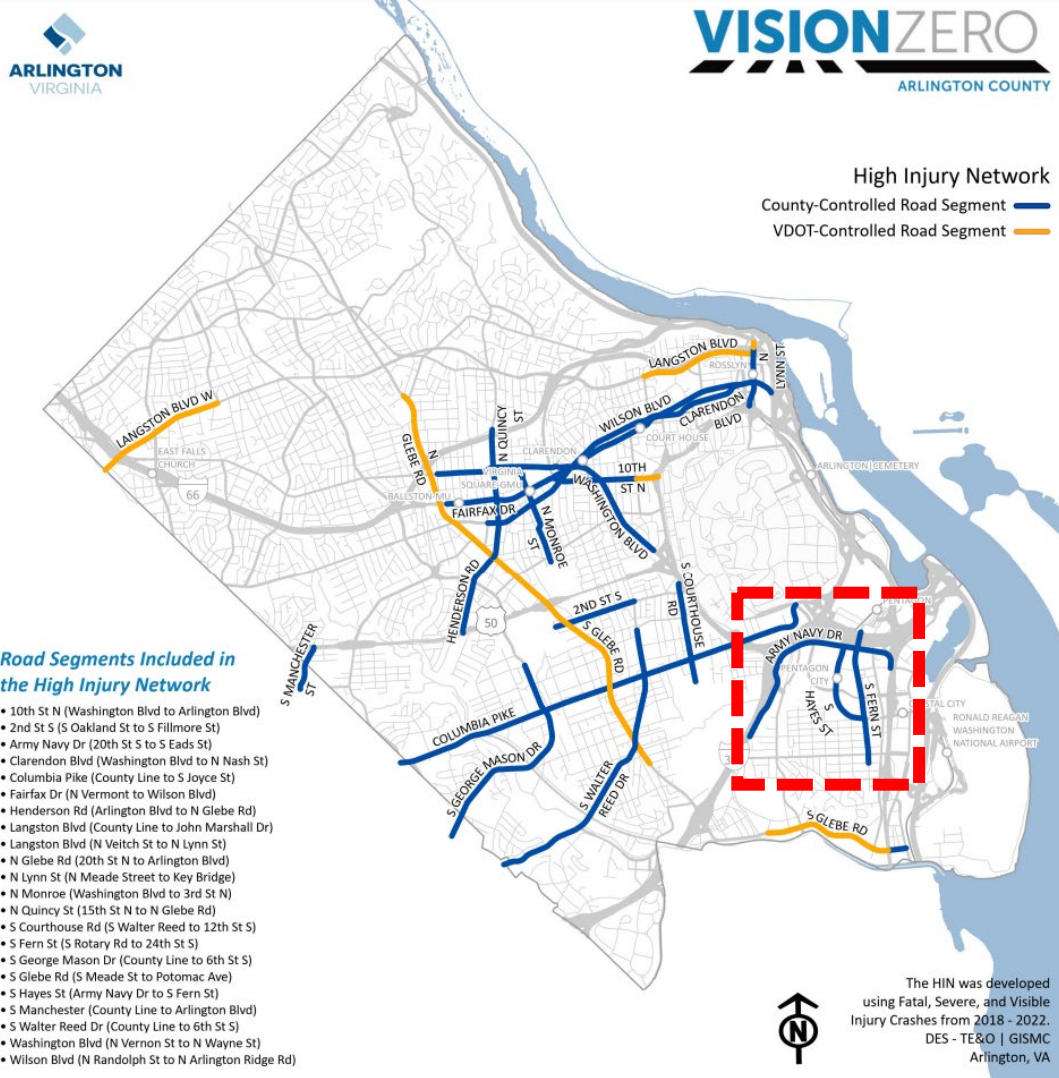 ARLINGTON
VIRGINIA
VISIONZERO
ARLINGTON COUNTY
High Injury Network
County-Controlled Road Segment
VDOT-Controlled Road Segment
LANGSTON BLVD
ROSSLYN
N
LYNN ST
LANGSTON BLVD W
EAST FALLS
CHURCH
66
N
GLEBE RD
N QUINCY
ST
WILSON BLVD
CLARENDON
BLVD
COURT HOUSE
CLARENDON
VIRGINIA
SQUARE-GMU
BALLSTON-MU
10TH
ST N
ARLINGTON CEMETERY
FAIRFAX DR
WASHINGTON BLVD
N MONROE
ST
HENDERSON RD
50
2ND ST S
S GLEBE RD
S COURTHOUSE
RD
PENTAGON
ARMY NAVY DR
PENTAGON
CITY
S
HAYES ST
S FERN ST
RONALD REAGAN
WASHINGTON
NATIONAL AIRPORT
S MANCHESTER
ST
COLUMBIA PIKE
S GEORGE MASON DR
S WALTER
REED DR
S GLEBE RD
Road Segments Included in
the High Injury Network
• 10th St N (Washington Blvd to Arlington Blvd)
• 2nd St S (S Oakland St to S Fillmore St)
• Army Navy Dr (20th St S to S Eads St)
• Clarendon Blvd (Washington Blvd to N Nash St)
• Columbia Pike (County Line to S Joyce St)
• Fairfax Dr (N Vermont to Wilson Blvd)
• Henderson Rd (Arlington Blvd to N Glebe Rd)
• Langston Blvd (County Line to John Marshall Dr)
• Langston Blvd (N Veitch St to N Lynn St)
• N Glebe Rd (20th St N to Arlington Blvd)
• N Lynn St (N Meade Street to Key Bridge)
• N Monroe (Washington Blvd to 3rd St N)
• N Quincy St (15th St N to N Glebe Rd)
• S Courthouse Rd (S Walter Reed to 12th St S)
• S Fern St (S Rotary Rd to 24th St S)
• S George Mason Dr (County Line to 6th St S)
• S Glebe Rd (S Meade St to Potomac Ave)
• S Hayes St (Army Navy Dr to S Fern St)
• S Manchester (County Line to Arlington Blvd)
• S Walter Reed Dr (County Line to 6th St S)
• Washington Blvd (N Vernon St to N Wayne St)
• Wilson Blvd (N Randolph St to N Arlington Ridge Rd)
N
The HIN was developed
using Fatal, Severe, and Visible
Injury Crashes from 2018 - 2022.
DES - TE&O | GISMC
Arlington, VA